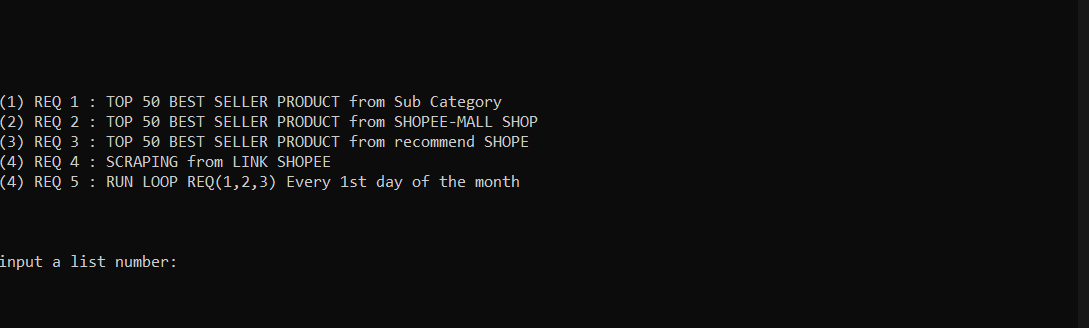 (1) REQ 1 : TOP 50 BEST SELLER PRODUCT from Sub Category
(2) REQ 2 : TOP 50 BEST SELLER PRODUCT from SHOPEE-MALL SHOP
(3) REQ 3 : TOP 50 BEST SELLER PRODUCT from recommend SHOPE
(4) REQ 4 : SCRAPING from LINK SHOPEE
(4) REQ 5 : RUN LOOP REQ(1,2,3) Every 1st day of the month
input a list number: